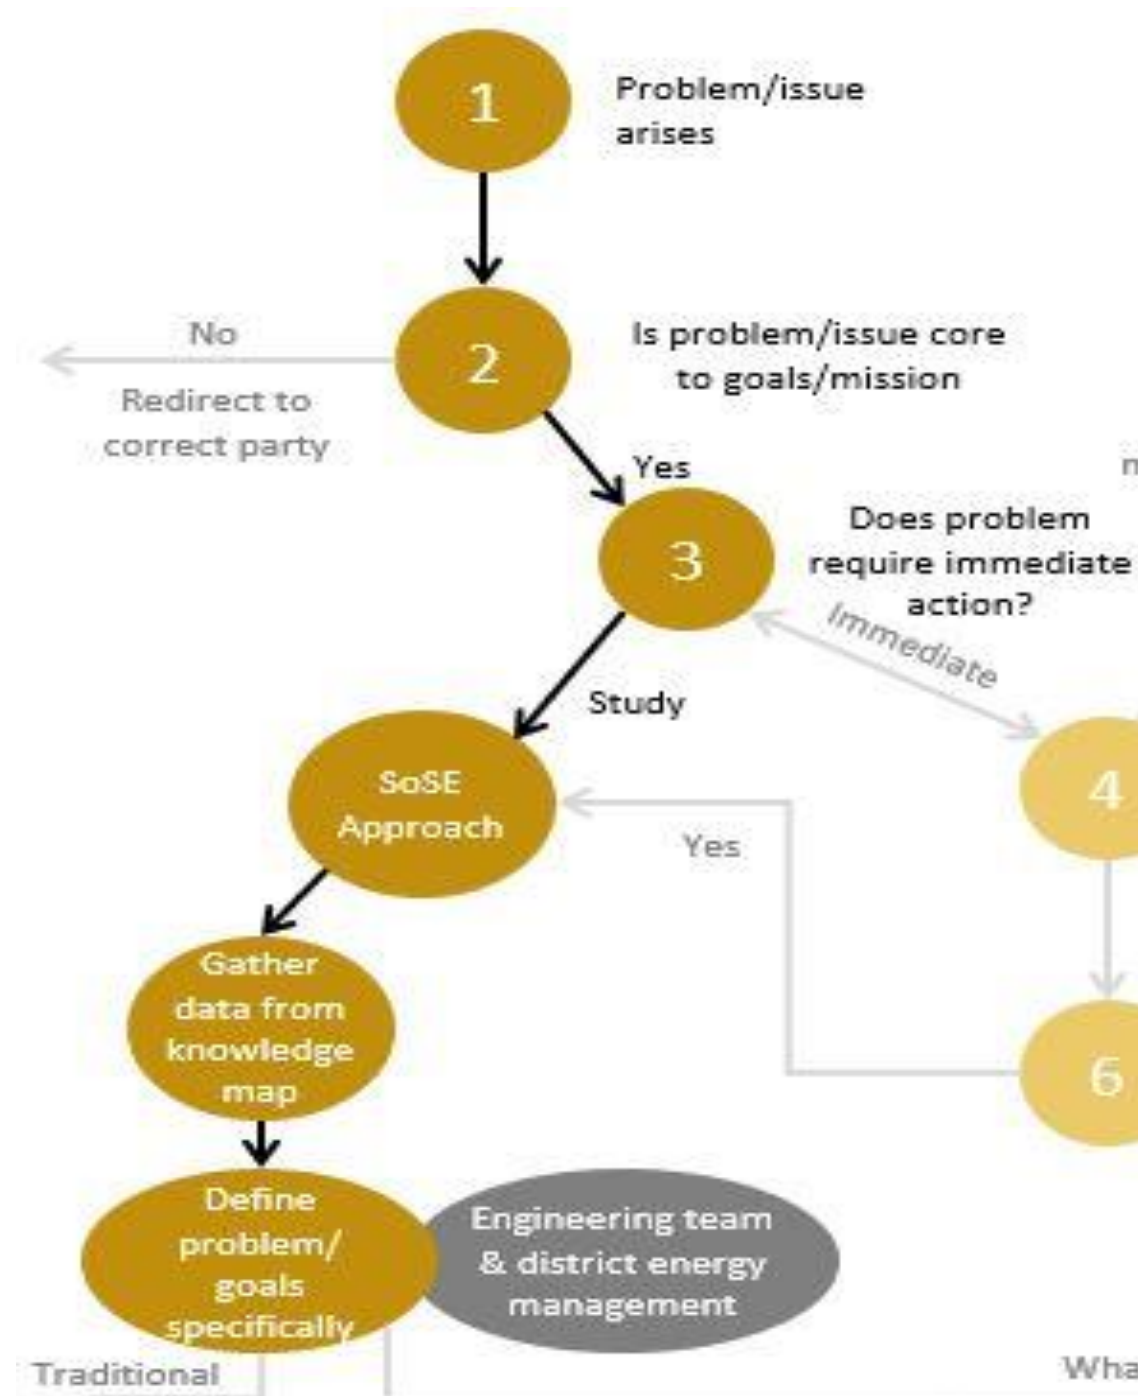 1
Problem/issue
arises
No
2
Is problem/issue core
to goals/mission
Redirect to
correct party
Yes
3
Does problem
require immediate
action?
Immediate
Study
SoSE
Approach
4
Yes
Gather
data from
knowledge
map
6
Define
problem/
goals
specifically
Engineering team
& district energy
management
Traditional